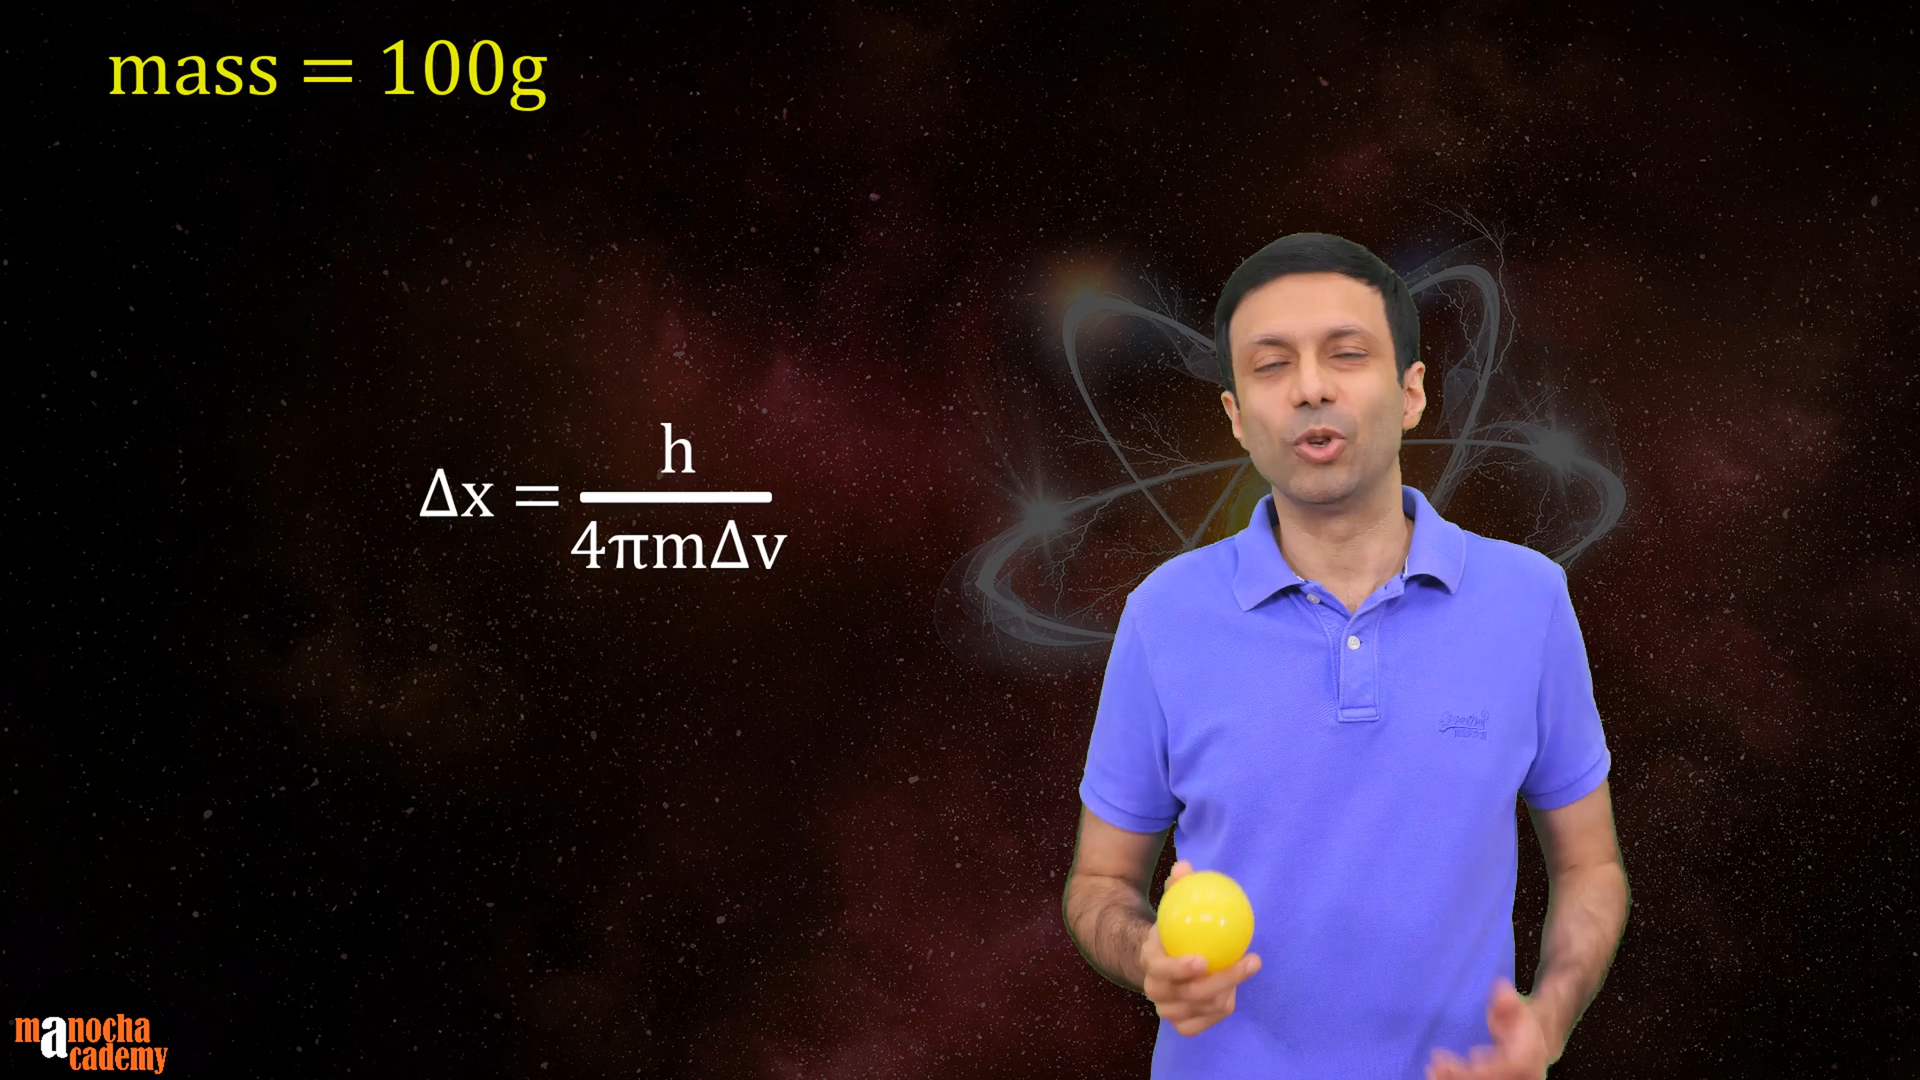 mass = 100g
Δx = h / 4πmΔv
manocha
academy